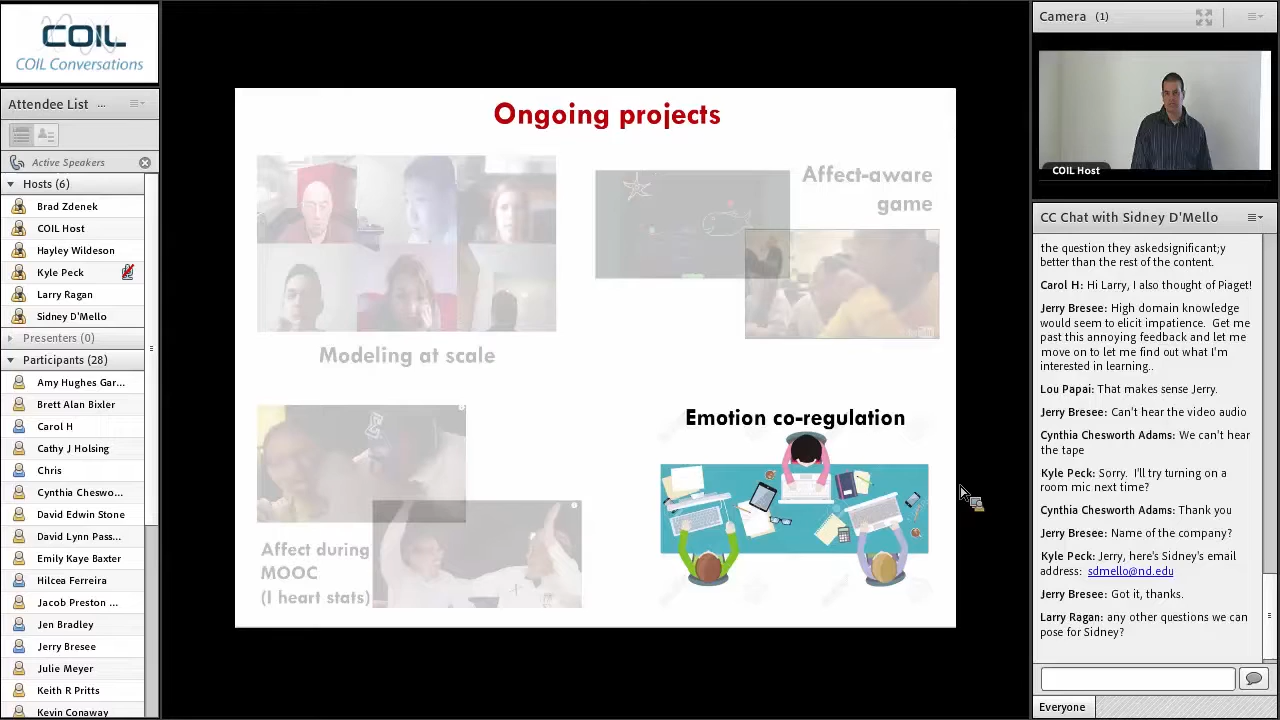 COIL
COIL Conversations
Attendee List ...
Active Speakers
Hosts (6)
Brad Zdenek
COIL Host
Hayley Wildeson
Kyle Peck
Larry Ragan
Sidney D'Mello
Presenters (0)
Participants (28)
Amy Hughes Gar...
Brett Alan Bixler
Carol H
Cathy J Holsing
Chris
Cynthia Cheswo...
David Edwin Stone
David Lynn Pass...
Emily Kaye Baxter
Hilcea Ferreira
Jacob Preston ...
Jen Bradley
Jerry Bresee
Julie Meyer
Keith R Pritts
Kevin Conaway
Ongoing projects
Modeling at scale
Affect-aware
game
Affect during
MOOC
(I heart stats)
Emotion co-regulation
Camera (1)
COIL Host
CC Chat with Sidney D'Mello
the question they askedsignificant;y
better than the rest of the content.
Carol H: Hi Larry, I also thought of Piaget!
Jerry Bresee: High domain knowledge
would seem to elicit impatience. Get me
past this annoying feedback and let me
move on to let me find out what I'm
interested in learning..
Lou Papai: That makes sense Jerry.
Jerry Bresee: Can't hear the video audio
Cynthia Chesworth Adams: We can't hear
the tape
Kyle Peck: Sorry. I'll try turning on a
room mic next time?
Cynthia Chesworth Adams: Thank you
Jerry Bresee: Name of the company?
Kyle Peck: Jerry, here's Sidney's email
address: sdmello@nd.edu
Jerry Bresee: Got it, thanks.
Larry Ragan: any other questions we can
pose for Sidney?
Everyone